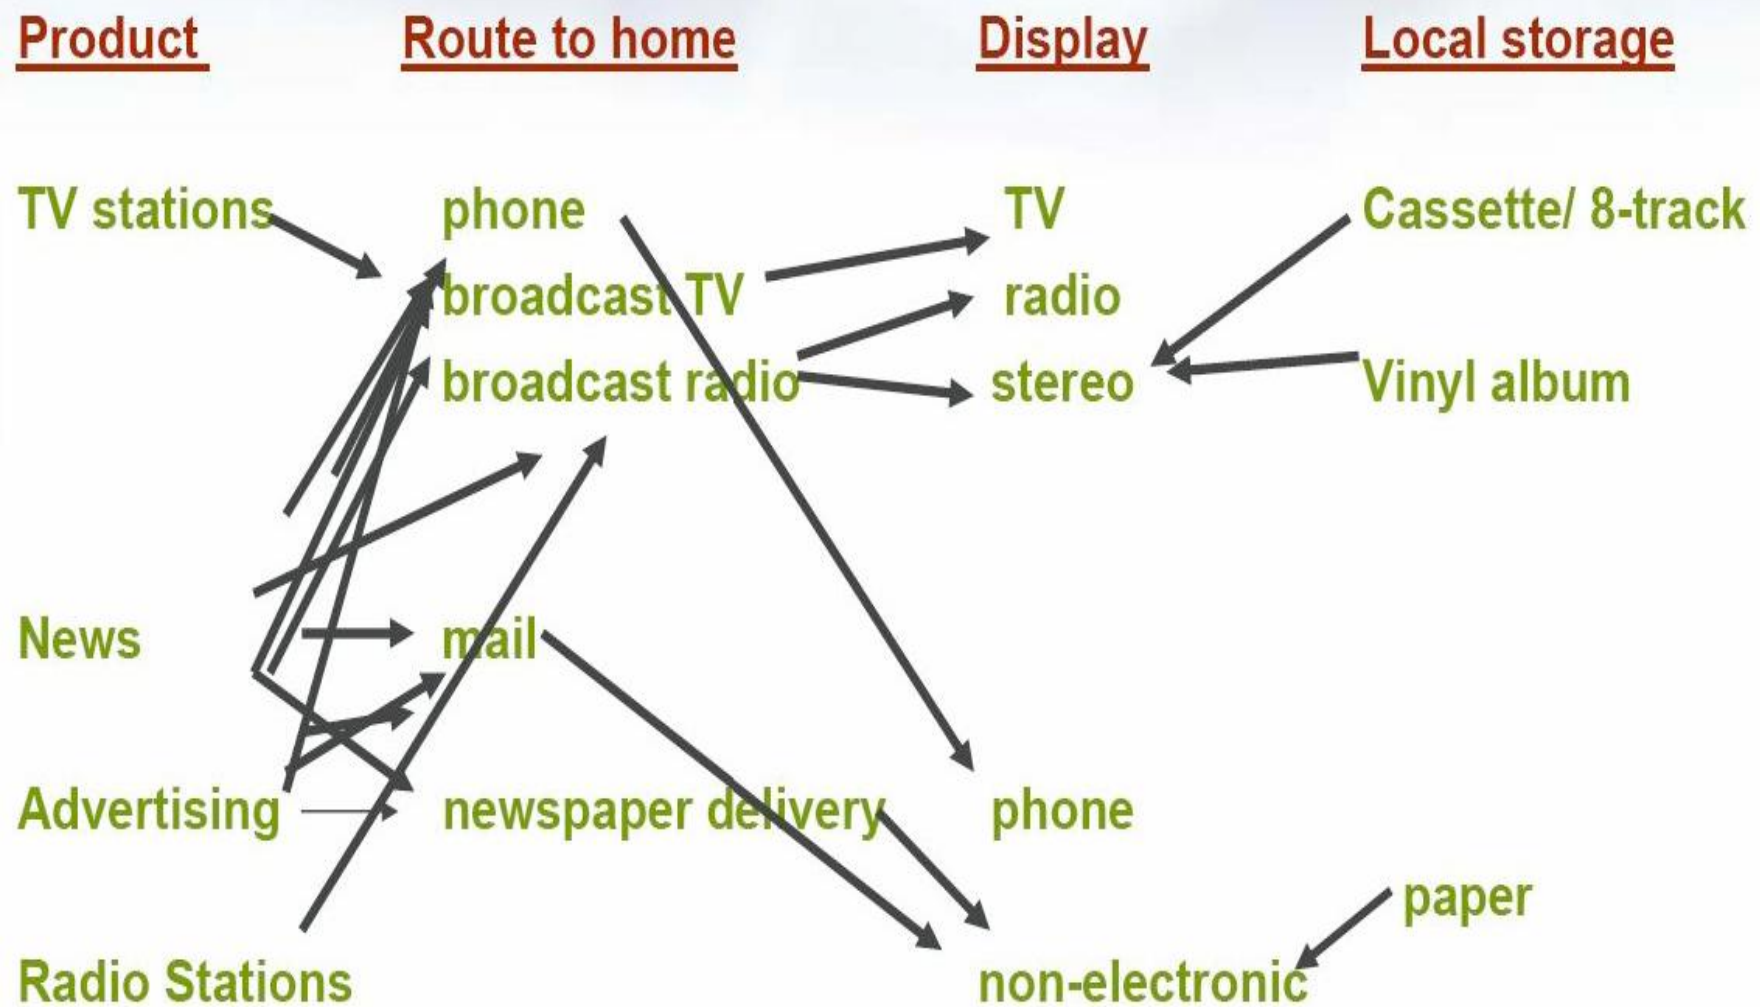 Product Route to home Display Local storage
TV stations phone TV Cassette/ 8-track
broadcast TV radio
broadcast radio stereo Vinyl album
News mail
Advertising newspaper delivery phone
paper
Radio Stations non-electronic